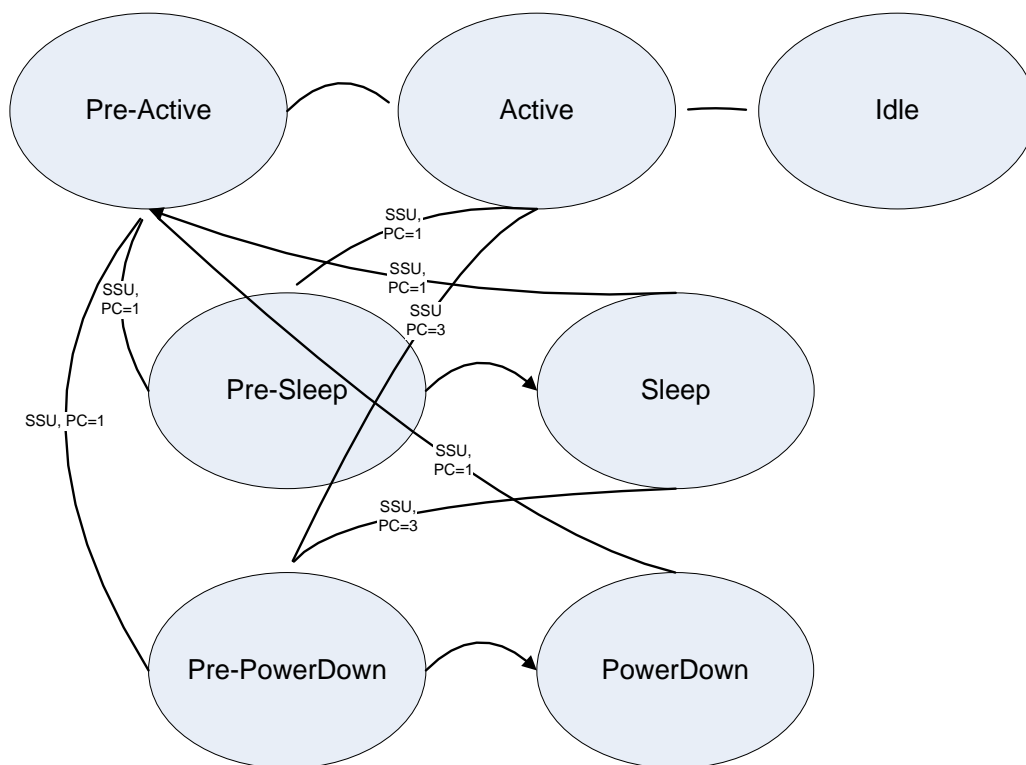 Pre-Active
Active
Idle
SSU,
PC=1
SSU,
PC=1
SSU,
PC=1
SSU
PC=3
Pre-Sleep
Sleep
SSU, PC=1
SSU,
PC=1
SSU,
PC=3
Pre-PowerDown
PowerDown